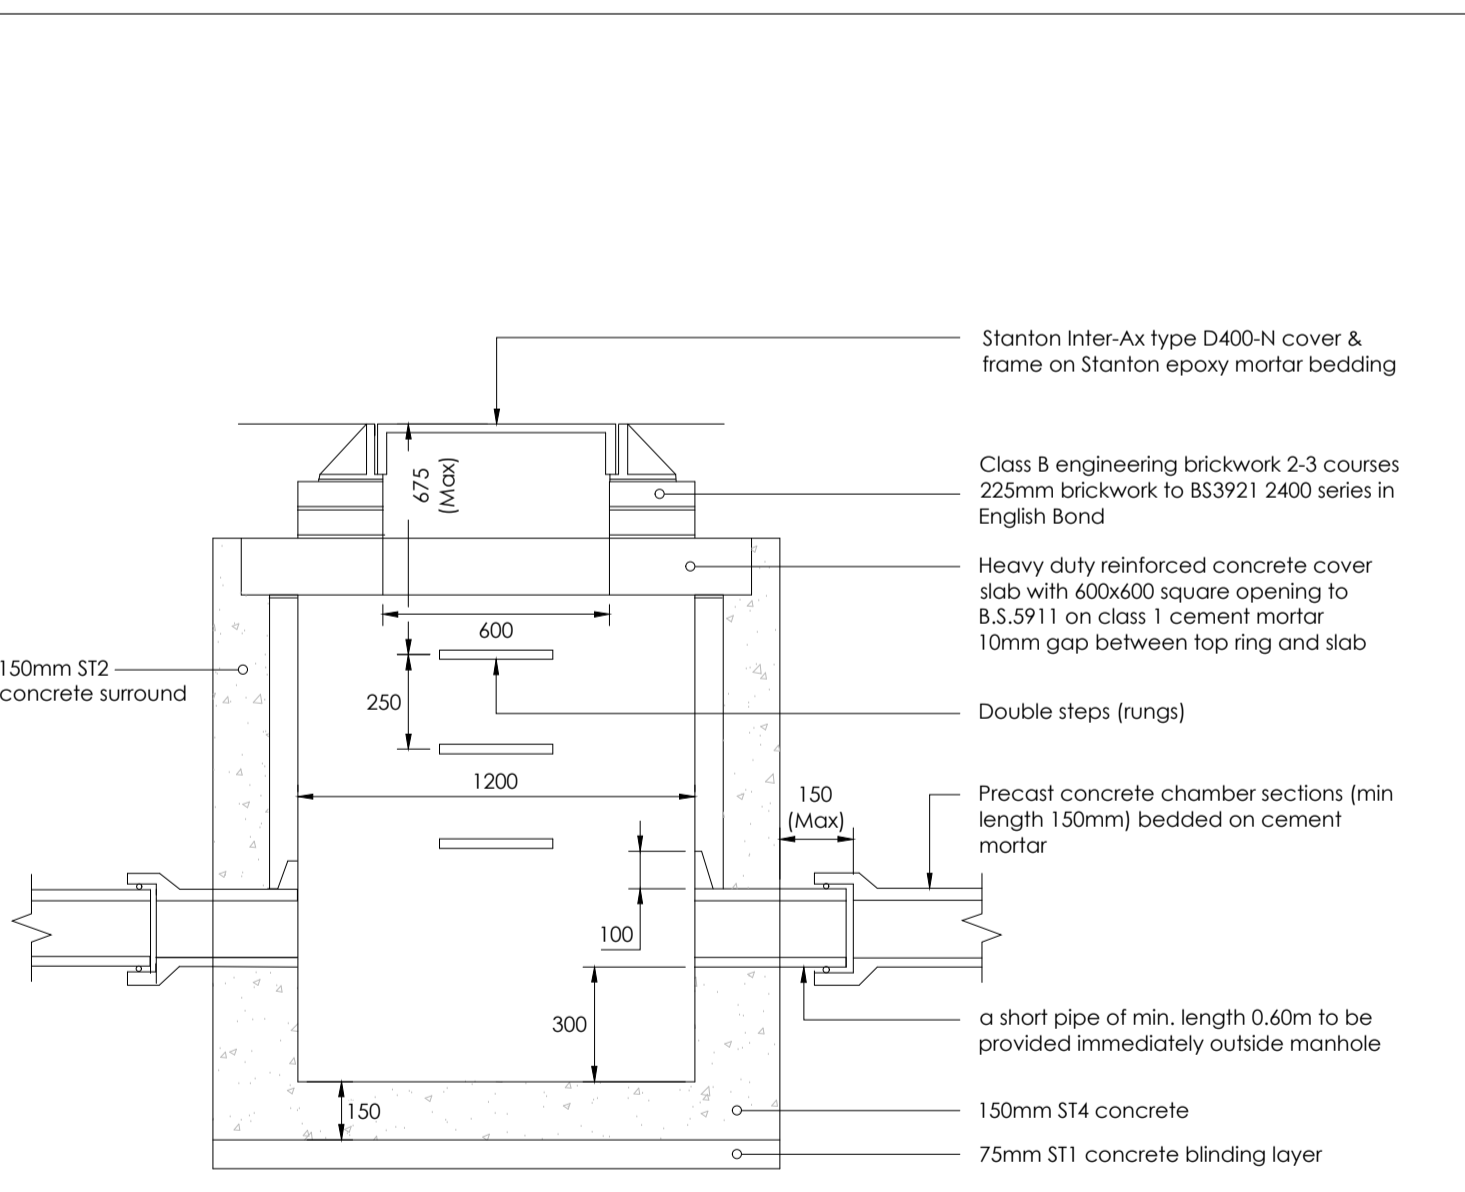 Stanton Inter-Ax type D400-N cover &
frame on Stanton epoxy mortar bedding
675
(Max)
Class B engineering brickwork 2-3 courses
225mm brickwork to BS3921 2400 series in
English Bond
Heavy duty reinforced concrete cover
slab with 600x600 square opening to
B.S.5911 on class 1 cement mortar
10mm gap between top ring and slab
600
150mm ST2
concrete surround
250
Double steps (rungs)
1200
150
(Max)
Precast concrete chamber sections (min
length 150mm) bedded on cement
mortar
100
300
a short pipe of min. length 0.60m to be
provided immediately outside manhole
150
150mm ST4 concrete
75mm ST1 concrete blinding layer